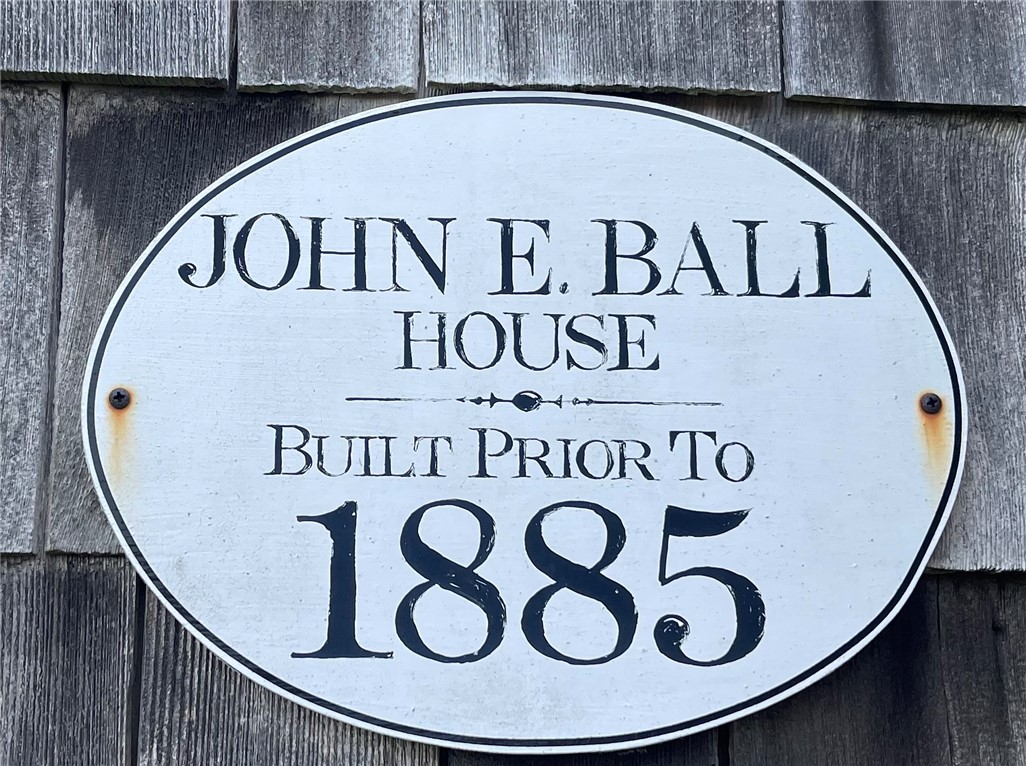 JOHN E. BALL
HOUSE
BUILT PRIOR TO
1885